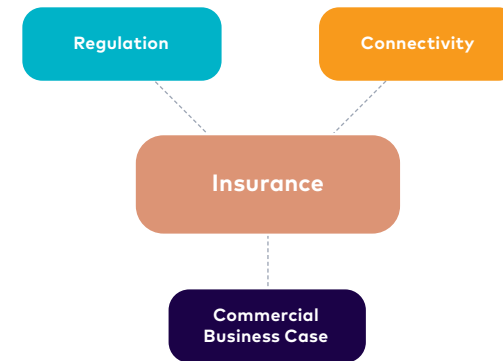 Regulation
Connectivity
Insurance
Commercial
Business Case